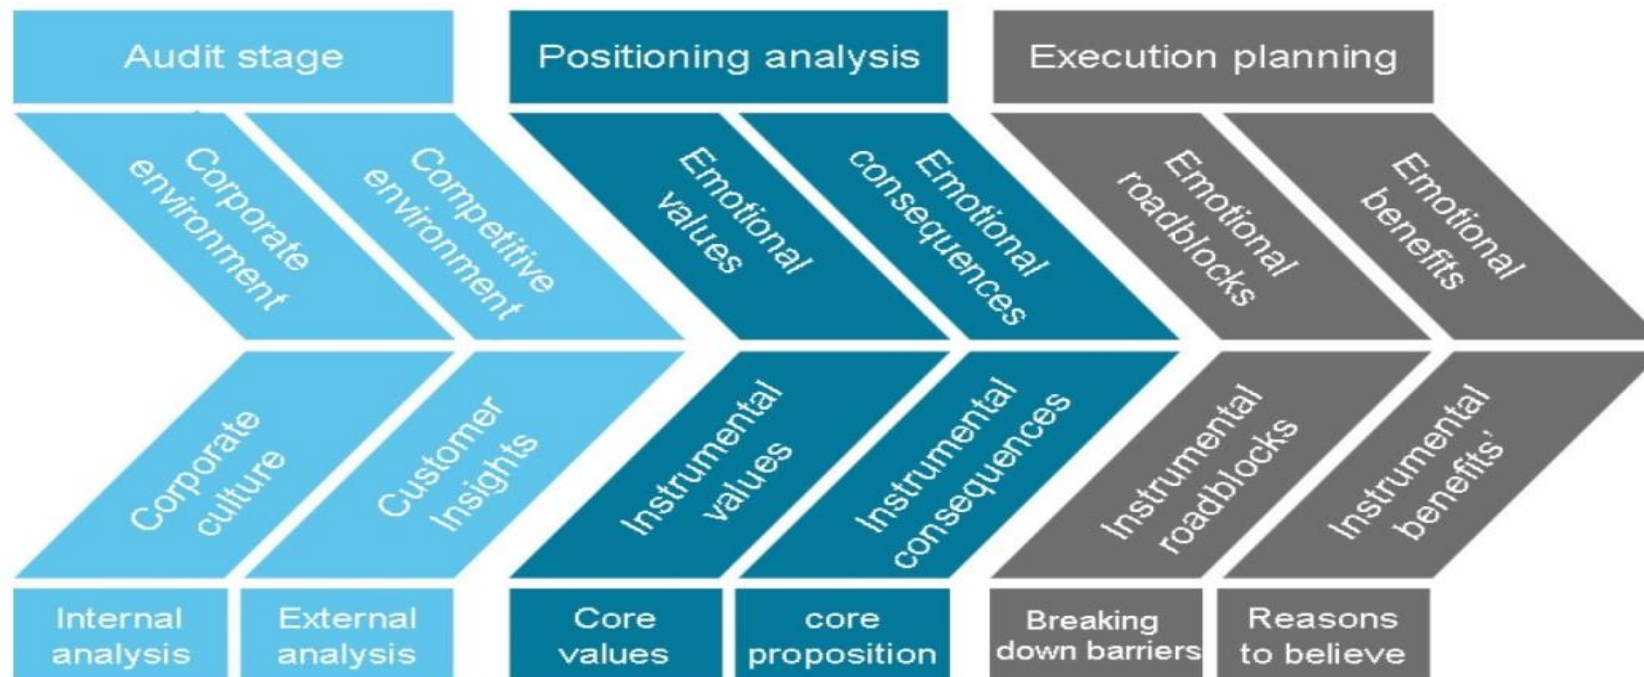 Audit stage
Positioning analysis
Execution planning
Corporate
environment
Competitive
environment
Emotional
values
Emotional
consequences
Emotional
roadblocks
Emotional
benefits
Corporate
culture
Customer
Insights
Instrumental
values
Instrumental
consequences
Instrumental
roadblocks
Instrumental
benefits'
Internal
analysis
External
analysis
Core
values
core
proposition
Breaking
down barriers
Reasons
to believe